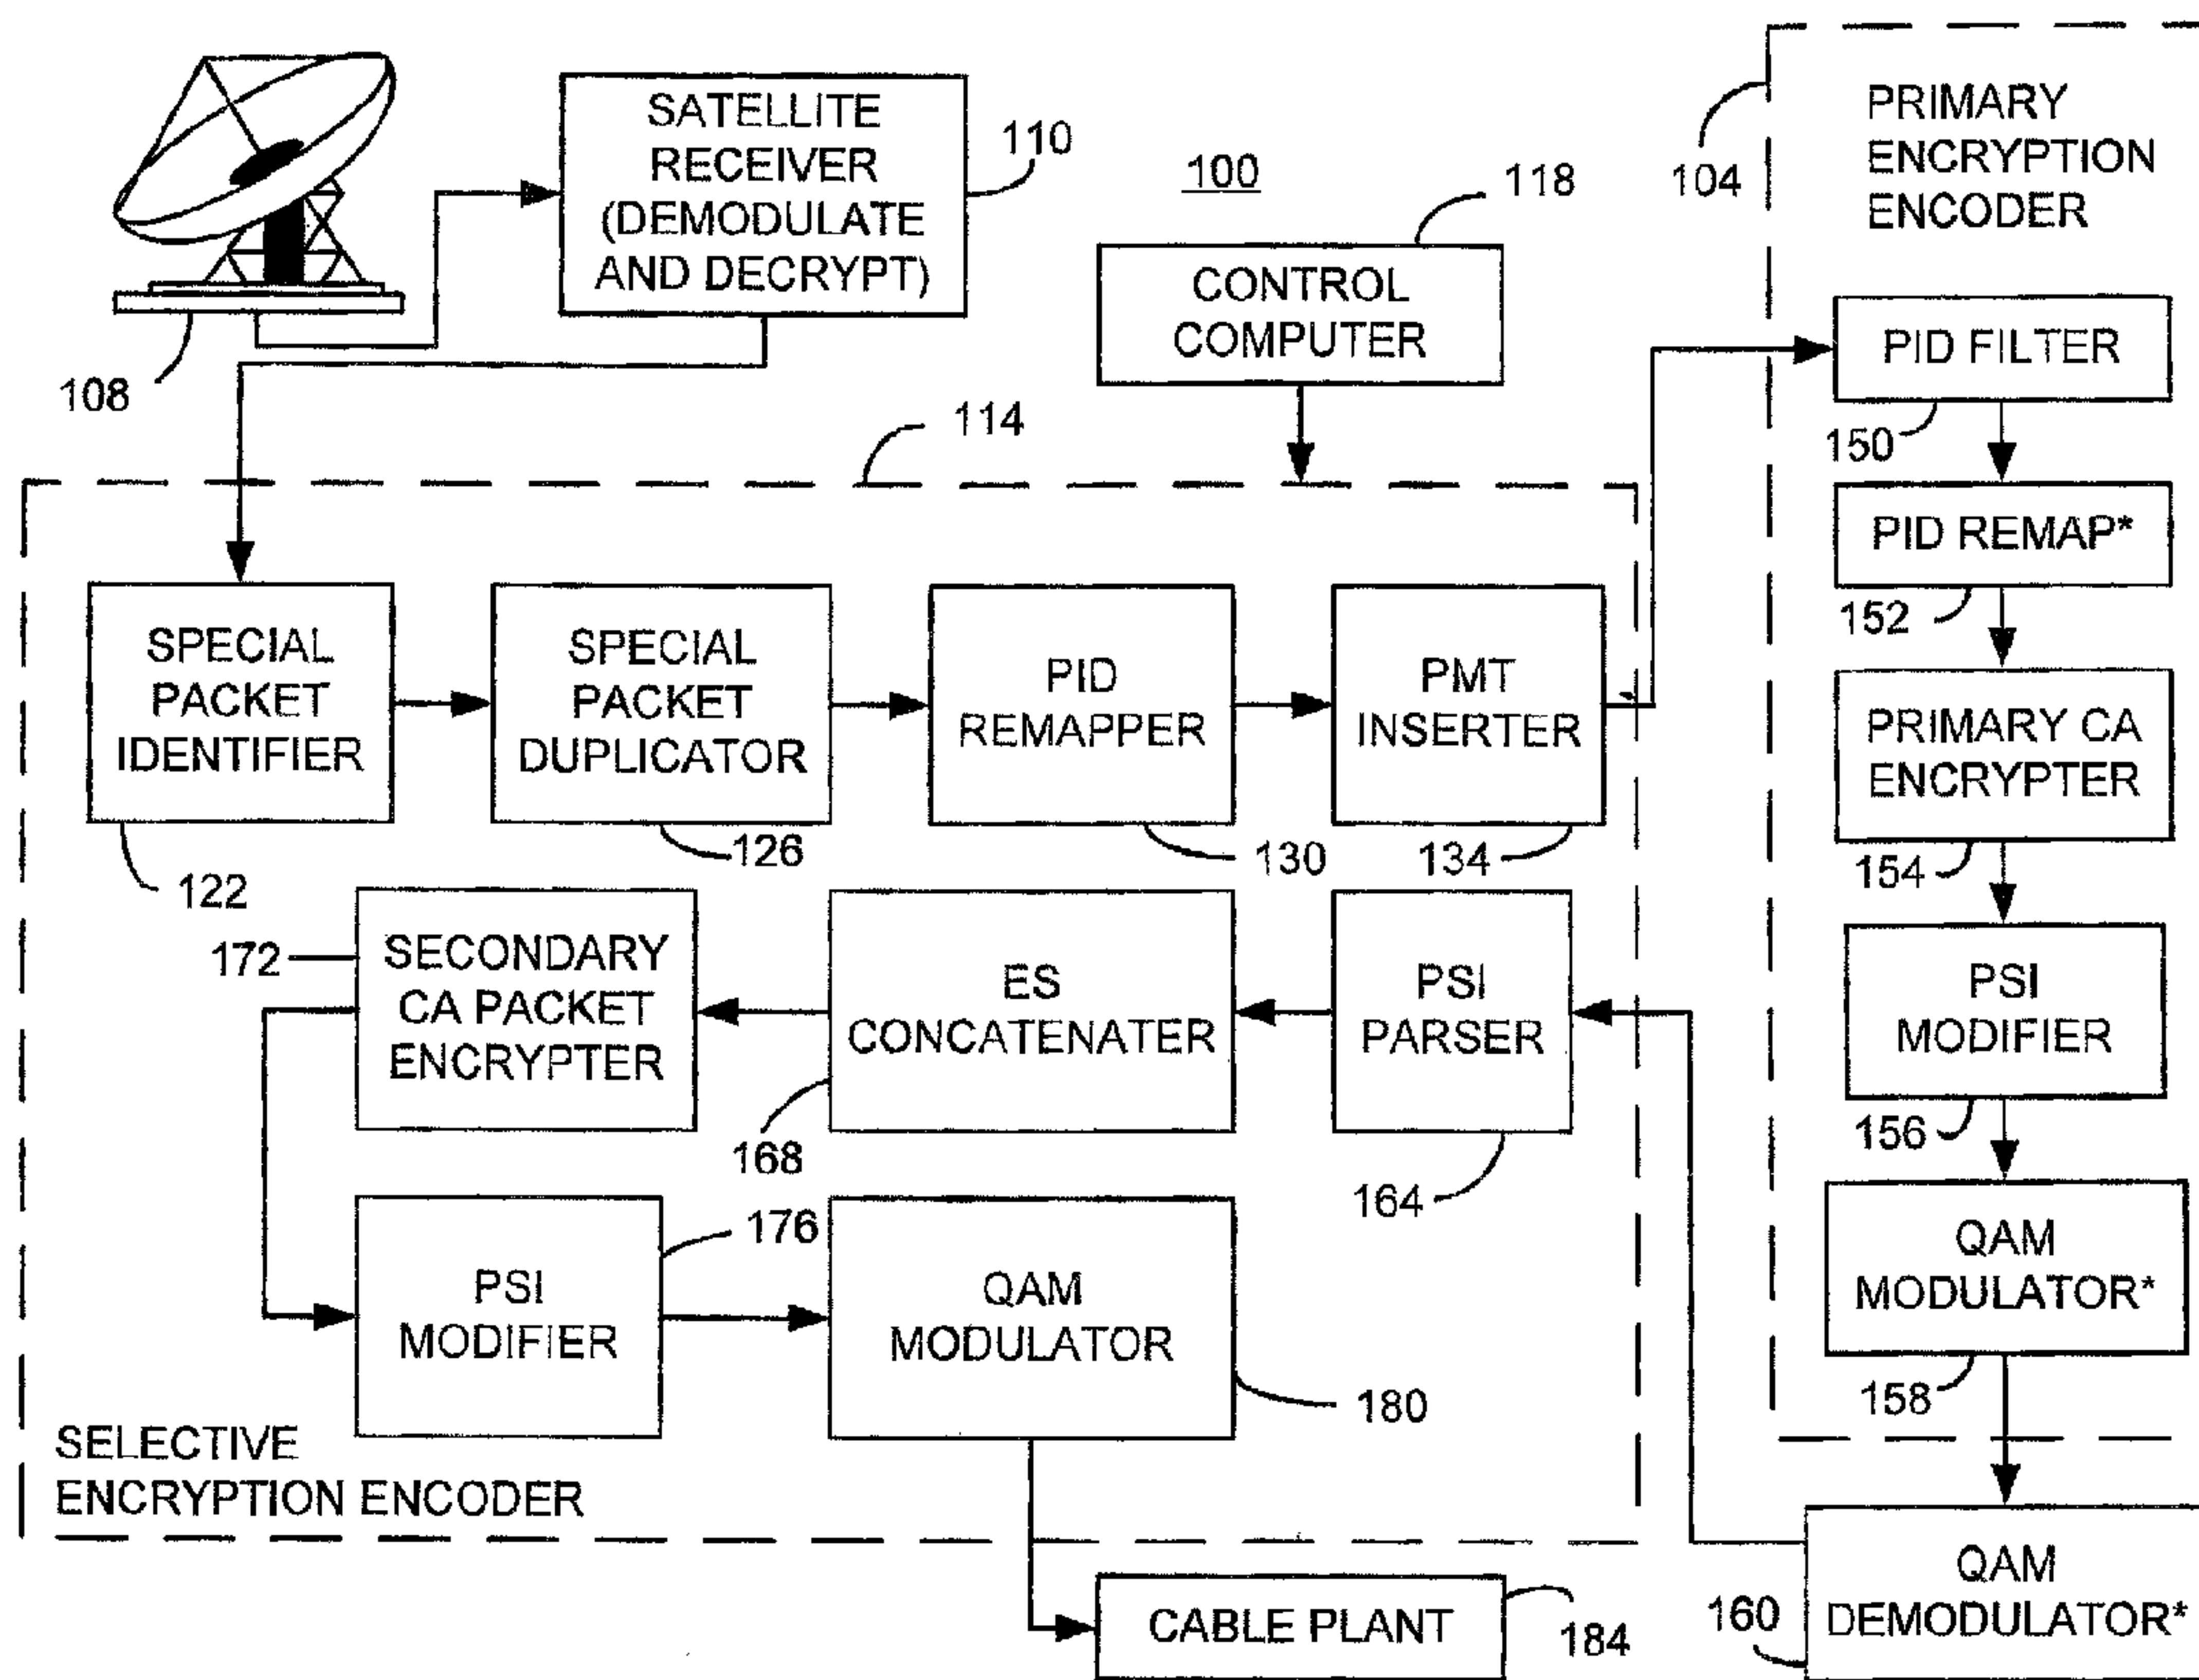 SATELLITE
RECEIVER
(DEMODULATE
AND DECRYPT)
110
108
100
118
CONTROL
COMPUTER
104
PRIMARY
ENCRYPTION
ENCODER
PID FILTER
150
PID REMAP*
152
PRIMARY CA
ENCRYPTER
154
PSI
MODIFIER
156
QAM
MODULATOR*
158
QAM
DEMODULATOR*
160
114
SPECIAL
PACKET
IDENTIFIER
122
SPECIAL
PACKET
DUPLICATOR
126
PID
REMAPPER
130
PMT
INSERTER
134
172
SECONDARY
CA PACKET
ENCRYPTER
ES
CONCATENATER
168
PSI
PARSER
164
PSI
MODIFIER
176
QAM
MODULATOR
180
SELECTIVE
ENCRYPTION ENCODER
CABLE PLANT
184